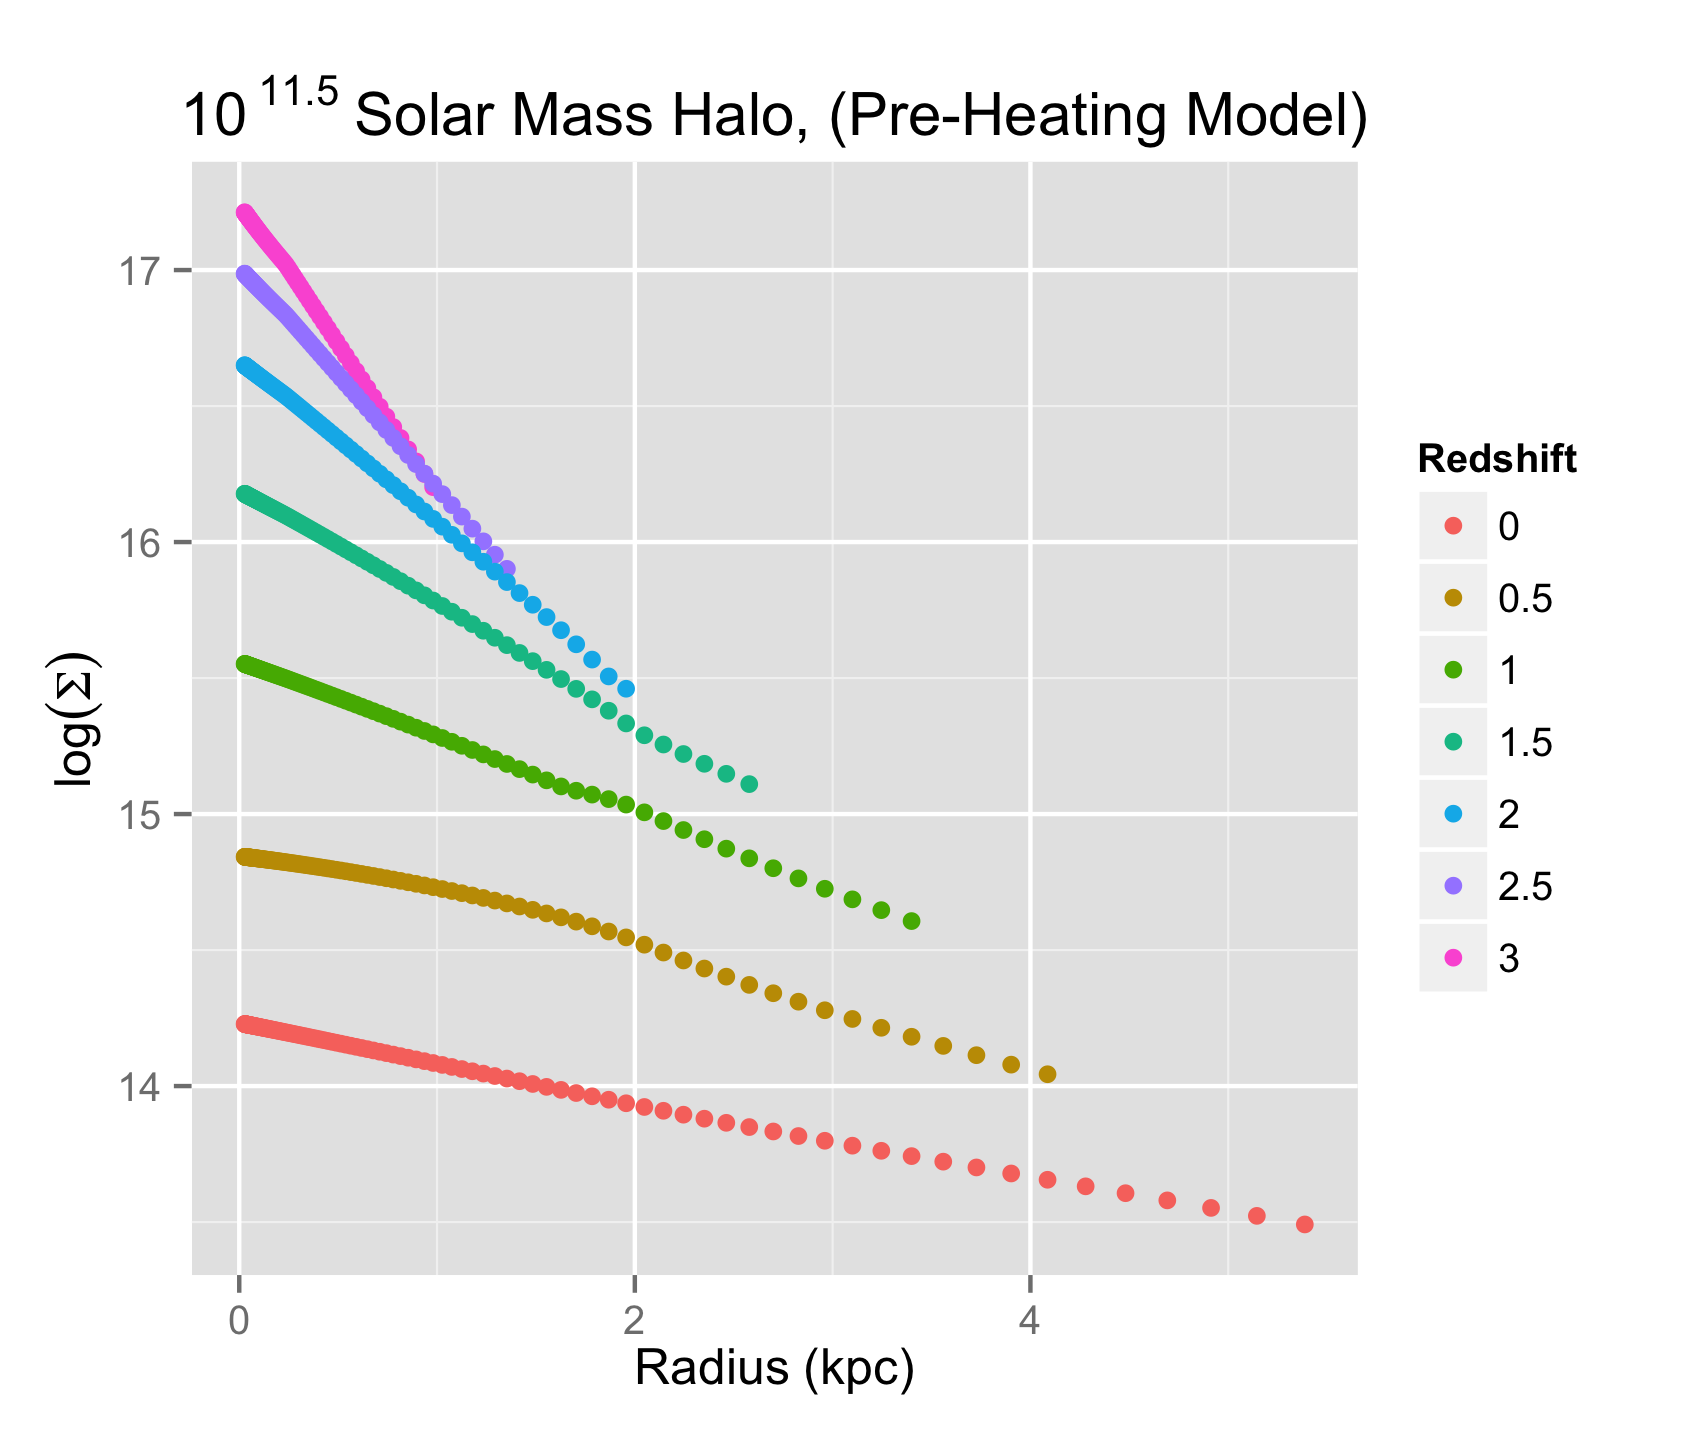 10 11.5 Solar Mass Halo, (Pre-Heating Model)
17
16
15
14
log(Σ)
0 2 4
Radius (kpc)
Redshift
0
0.5
1
1.5
2
2.5
3